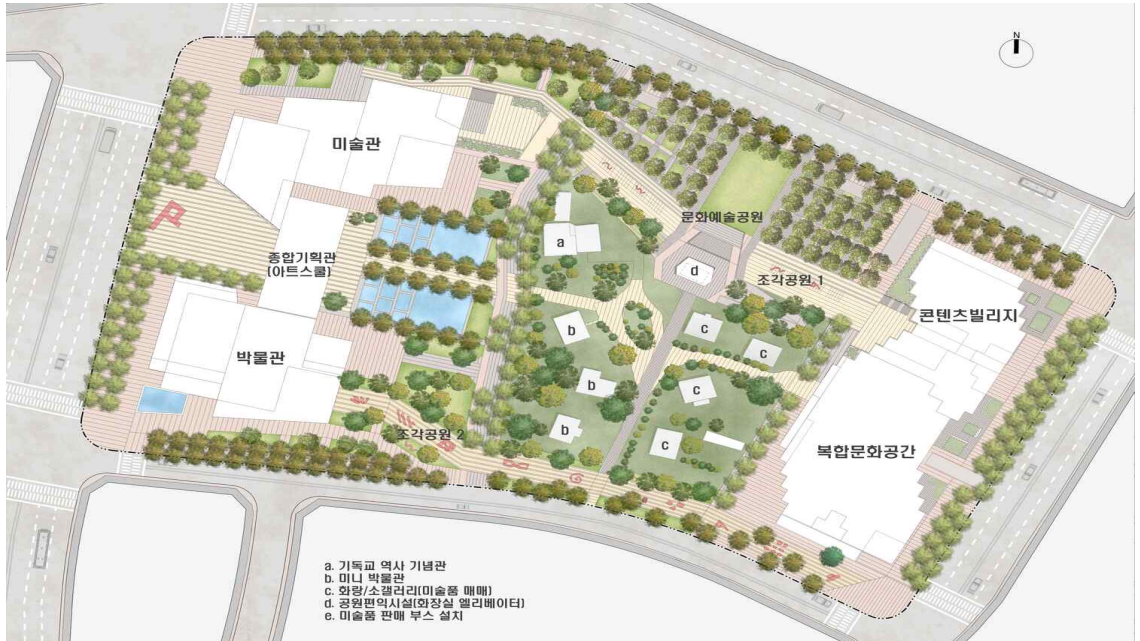 N
미술관
문화예술공원
a
d
종합기획관
(아트스쿨)
조각공원 1
콘텐츠빌리지
b
c
c
박물관
b
c
b
c
조각공원 2
복합문화공간
a. 기독교 역사 기념관
b. 미니 박물관
c. 화랑/소갤러리(미술품 매매)
d. 공원편익시설(화장실 엘리베이터)
e. 미술품 판매 부스 설치